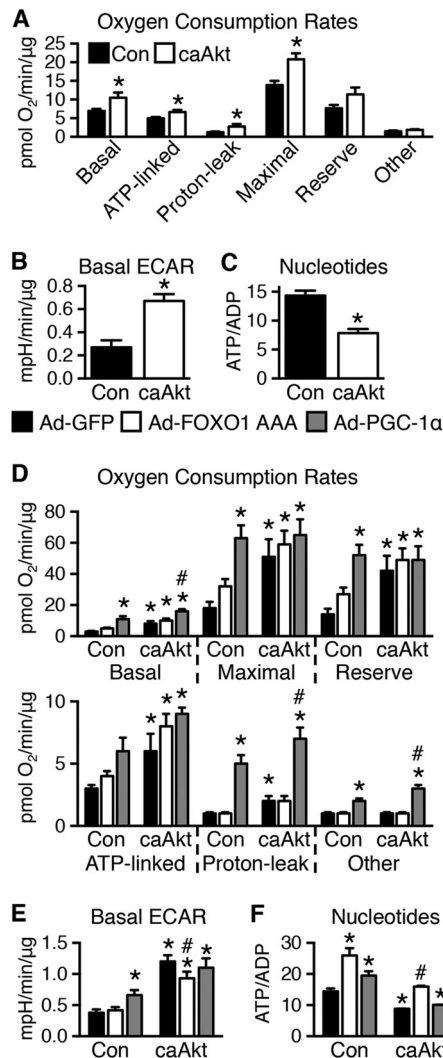 A
Oxygen Consumption Rates
pmol O₂/min/μg
25
20
15
10
5
0
Con caAkt
* * * *
Basal
ATP-linked
Proton-leak
Maximal
Reserve
Other
B
Basal ECAR
mpH/min/μg
0.8
0.6
0.4
0.2
0.0
*
Con caAkt
C
Nucleotides
ATP/ADP
15
10
5
0
*
Con caAkt
Ad-GFP Ad-FOXO1 AAA Ad-PGC-1α
D
Oxygen Consumption Rates
pmol O₂/min/μg
80
60
40
20
0
#
* * * * * * * * * * * *
Con caAkt Con caAkt Con caAkt
Basal Maximal Reserve
pmol O₂/min/μg
10
5
0
# #
* * * * * * * *
Con caAkt Con caAkt Con caAkt
ATP-linked Proton-leak Other
E
Basal ECAR
mpH/min/μg
1.5
1.0
0.5
0.0
#
* * * *
Con caAkt
F
Nucleotides
ATP/ADP
30
20
10
0
#
* * * *
Con caAkt